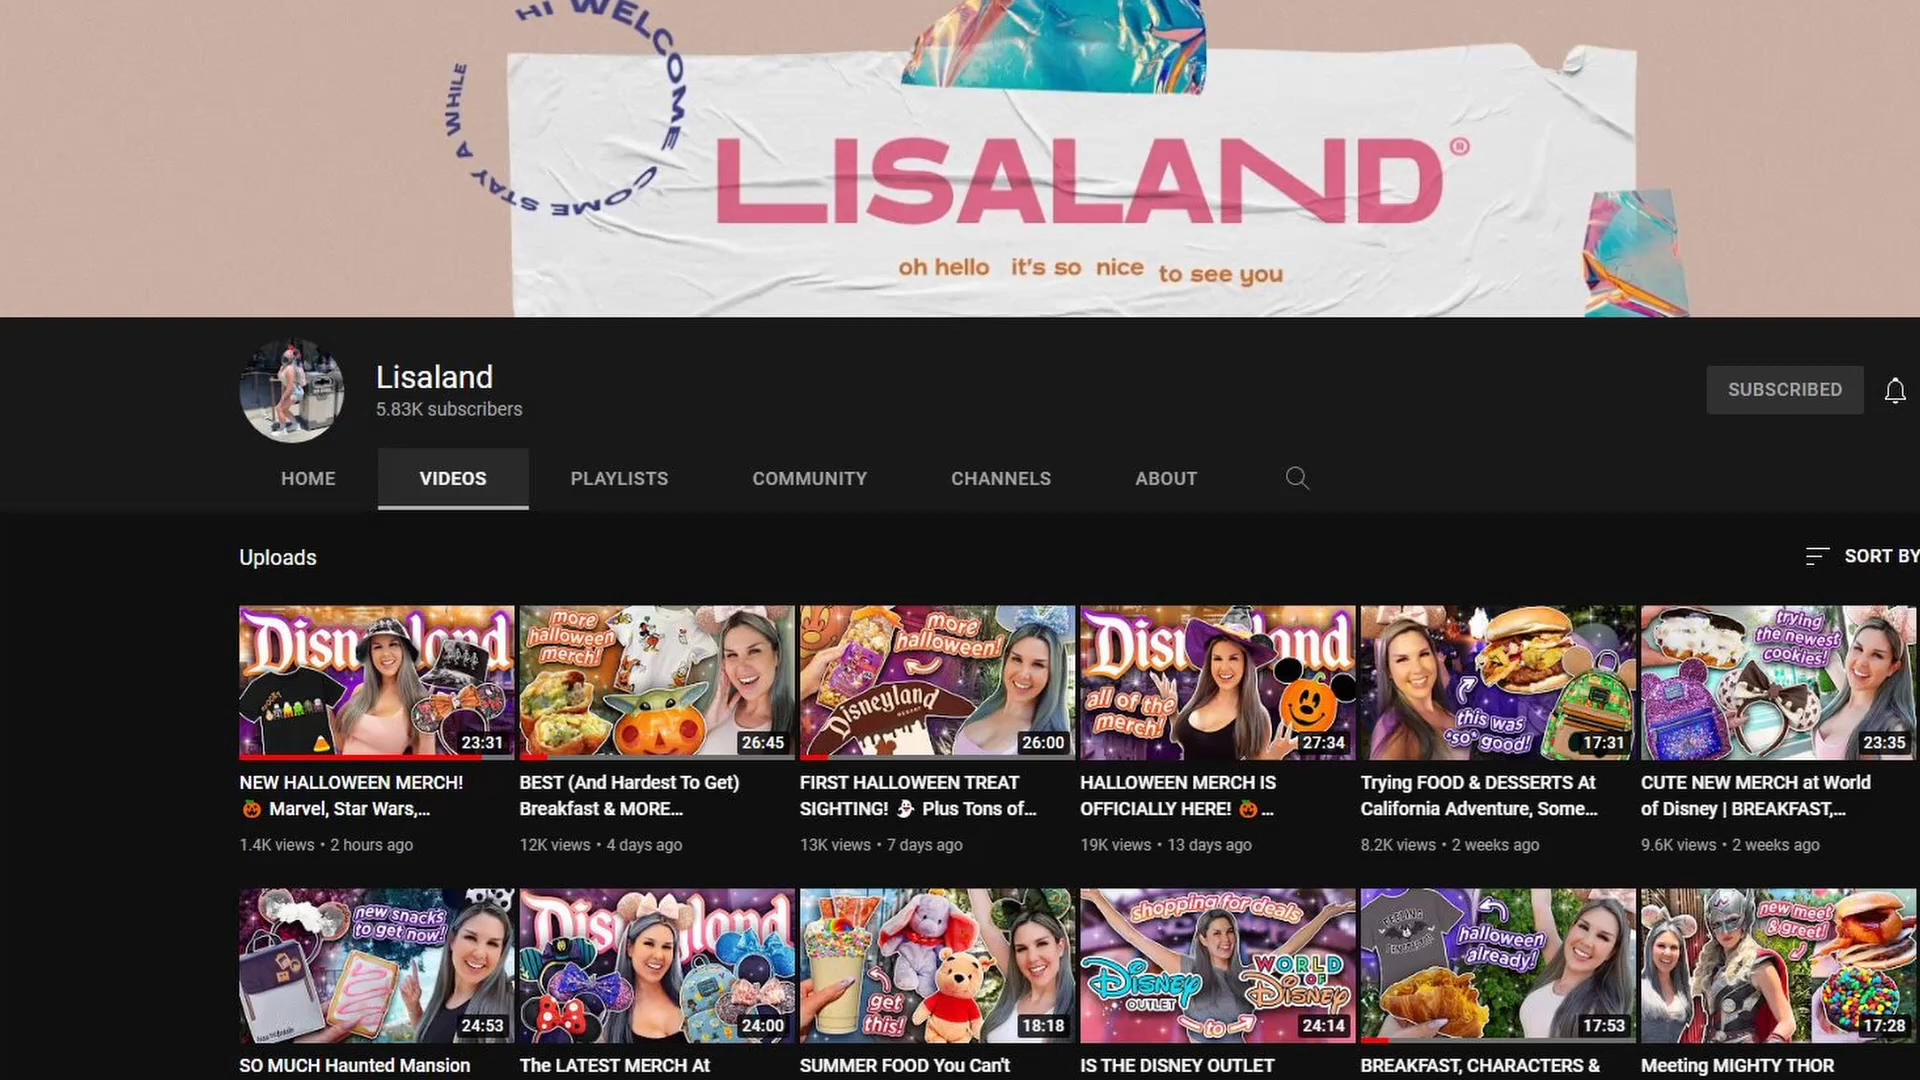 HI WELCOME COME STAY A WHILE
LISALAND®
oh hello it's so nice to see you
Lisaland
5.83K subscribers
SUBSCRIBED
HOME VIDEOS PLAYLISTS COMMUNITY CHANNELS ABOUT
Uploads
SORT BY
Disneyland
23:31
more
halloween
merch!
26:45
more
halloween!
Disneyland
RESORT
26:00
Disneyland
all of the
merch!
27:34
this was
*so* good!
17:31
trying
the newest
cookies!
23:35
NEW HALLOWEEN MERCH!
🎃 Marvel, Star Wars,...
1.4K views • 2 hours ago
BEST (And Hardest To Get)
Breakfast & MORE...
12K views • 4 days ago
FIRST HALLOWEEN TREAT
SIGHTING! 👻 Plus Tons of...
13K views • 7 days ago
HALLOWEEN MERCH IS
OFFICIALLY HERE! 🎃 ...
19K views • 13 days ago
Trying FOOD & DESSERTS At
California Adventure, Some...
8.2K views • 2 weeks ago
CUTE NEW MERCH at World
of Disney | BREAKFAST,...
9.6K views • 2 weeks ago
new snacks
to get now!
24:53
Disneyland
24:00
get
this!
18:18
shopping for deals
DISNEY
OUTLET
to
WORLD
OF
DISNEY
24:14
FEELING
halloween
already!
17:53
new meet
& greet!
17:28
SO MUCH Haunted Mansion
The LATEST MERCH At
SUMMER FOOD You Can't
IS THE DISNEY OUTLET
BREAKFAST, CHARACTERS &
Meeting MIGHTY THOR